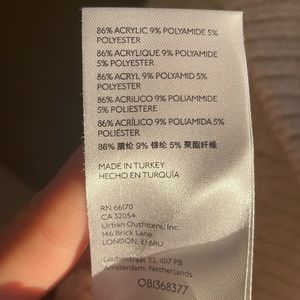 86% ACRYLIC 9% POLYAMIDE 5%
POLYESTER
86% ACRYLIQUE 9% POLYAMIDE
5% POLYESTER
86% ACRYL 9% POLYAMID 5%
POLYESTER
86% ACRILICO 9% POLIAMMIDE
5% POLIESTERE
86% ACRÍLICO 9% POLIAMIDA 5%
POLIÉSTER
86% 腈纶 9% 锦纶 5% 聚酯纤维
MADE IN TURKEY
HECHO EN TURQUÍA
RN 66170
CA 32054
Urban Outfitters, Inc.
146 Brick Lane
LONDON, E1 6RU
Leidsestraat 32, 1017 PB
Amsterdam, Netherlands
OB1368377